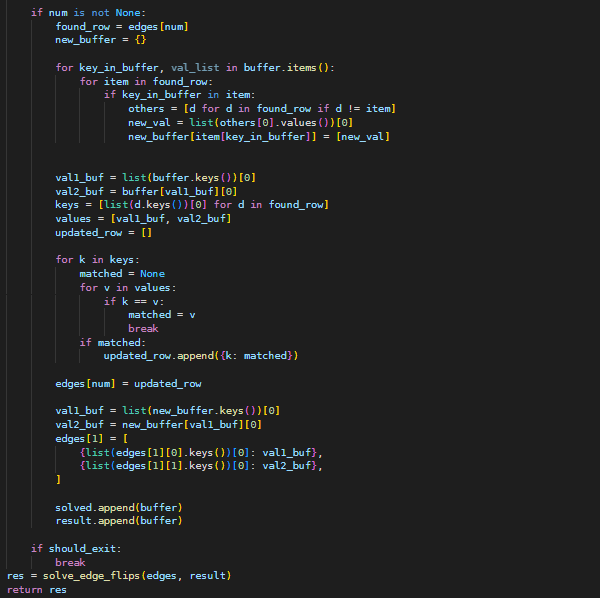 if num is not None:
found_row = edges[num]
new_buffer = {}
for key_in_buffer, val_list in buffer.items():
for item in found_row:
if key_in_buffer in item:
others = [d for d in found_row if d != item]
new_val = list(others[0].values())[0]
new_buffer[item[key_in_buffer]] = [new_val]
val1_buf = list(buffer.keys())[0]
val2_buf = buffer[val1_buf][0]
keys = [list(d.keys())[0] for d in found_row]
values = [val1_buf, val2_buf]
updated_row = []
for k in keys:
matched = None
for v in values:
if k == v:
matched = v
break
if matched:
updated_row.append({k: matched})
edges[num] = updated_row
val1_buf = list(new_buffer.keys())[0]
val2_buf = new_buffer[val1_buf][0]
edges[1] = [
{list(edges[1][0].keys())[0]: val1_buf},
{list(edges[1][1].keys())[0]: val2_buf},
]
solved.append(buffer)
result.append(buffer)
if should_exit:
break
res = solve_edge_flips(edges, result)
return res